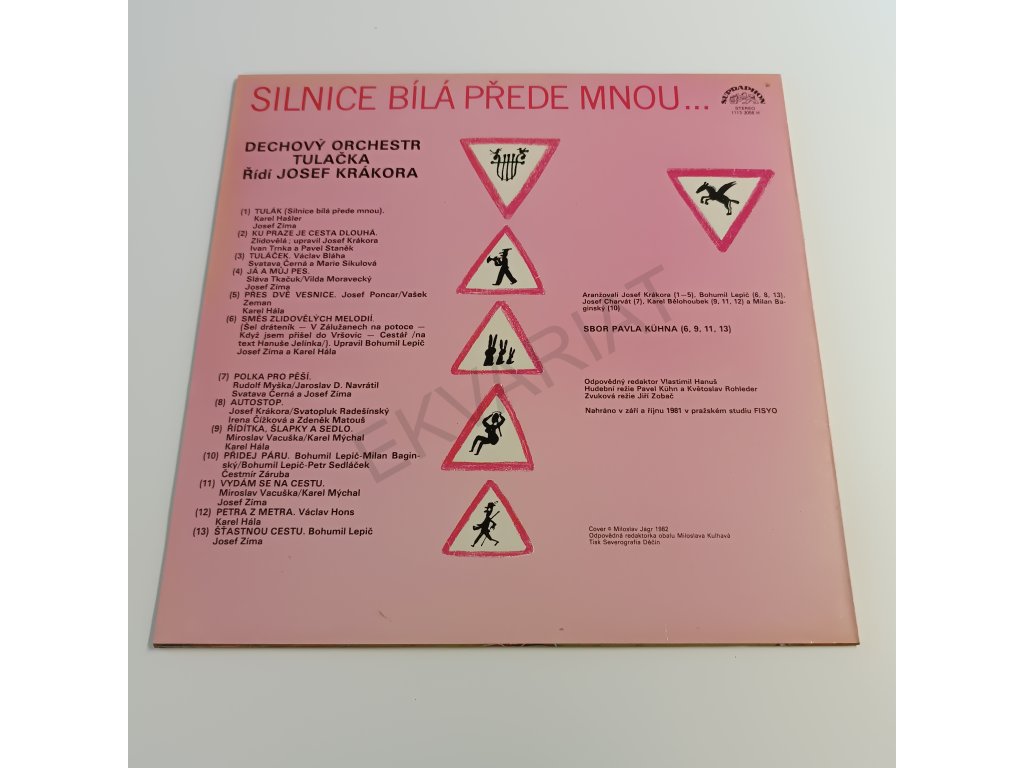 SILNICE BÍLÁ PŘEDE MNOU...
SUPRAPHON
STEREO
1113 3098 H
DECHOVÝ ORCHESTR
TULAČKA
Řídí JOSEF KRÁKORA
(1) TULÁK (Silnice bílá přede mnou).
Karel Hašler
Josef Zíma
(2) KU PRAZE JE CESTA DLOUHÁ.
Zlidovělá; upravil Josef Krákora
Ivan Trnka a Pavel Staněk
(3) TULÁČEK. Václav Bláha
Svatava Černá a Marie Sikulová
(4) JÁ A MŮJ PES.
Sláva Tkačuk/Vilda Moravecký
Josef Zíma
(5) PŘES DVĚ VESNICE. Josef Poncar/Vašek
Zeman
Karel Hála
(6) SMĚS ZLIDOVĚLÝCH MELODIÍ.
(Šel dráteník — V Zálužanech na potoce —
Když jsem přišel do Vršovic — Cestář /na
text Hanuše Jelínka/). Upravil Bohumil Lepič
Josef Zíma a Karel Hála
(7) POLKA PRO PĚŠÍ.
Rudolf Myška/Jaroslav D. Navrátil
Svatava Černá a Josef Zíma
(8) AUTOSTOP.
Josef Krákora/Svatopluk Radešínský
Irena Čížková a Zdeněk Matouš
(9) ŘÍDÍTKA, ŠLAPKY A SEDLO.
Miroslav Vacuška/Karel Mýchal
Karel Hála
(10) PŘIDEJ PÁRU. Bohumil Lepič-Milan Bagin-
ský/Bohumil Lepič-Petr Sedláček
Čestmír Záruba
(11) VYDÁM SE NA CESTU.
Miroslav Vacuška/Karel Mýchal
Josef Zíma
(12) PETRA Z METRA. Václav Hons
Karel Hála
(13) ŠŤASTNOU CESTU. Bohumil Lepič
Josef Zíma
Aranžovali Josef Krákora (1—5), Bohumil Lepič (6, 8, 13),
Josef Charvát (7), Karel Bělohoubek (9, 11, 12) a Milan Ba-
ginský (10)
SBOR PAVLA KÜHNA (6, 9, 11, 13)
Odpovědný redaktor Vlastimil Hanuš
Hudební režie Pavel Kühn a Květoslav Rohleder
Zvuková režie Jiří Zobač
Nahráno v září a říjnu 1981 v pražském studiu FISYO
Cover © Miloslav Jágr 1982
Odpovědná redaktorka obalu Miloslava Kulhavá
Tisk Severografia Děčín
EKVARIAT